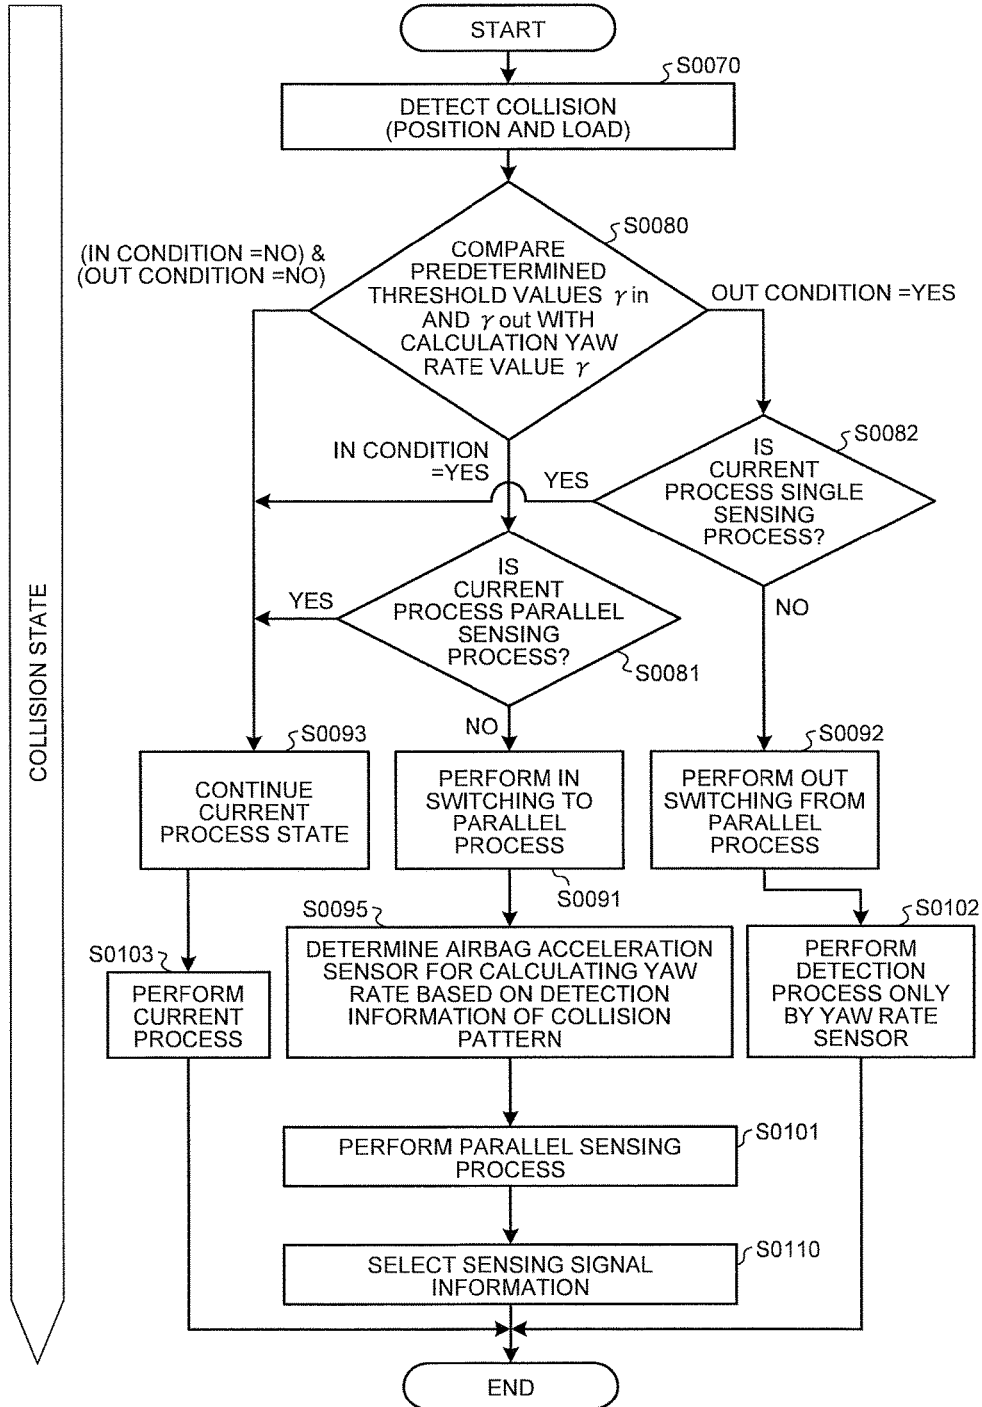 START
S0070
DETECT COLLISION
(POSITION AND LOAD)
S0080
(IN CONDITION =NO) &
(OUT CONDITION =NO)
COMPARE
PREDETERMINED
THRESHOLD VALUES γ in
AND γ out WITH
CALCULATION YAW
RATE VALUE γ
OUT CONDITION =YES
IN CONDITION
=YES
S0082
IS
CURRENT
PROCESS SINGLE
SENSING
PROCESS?
YES
NO
IS
CURRENT
PROCESS PARALLEL
SENSING
PROCESS?
YES
S0081
NO
COLLISION STATE
S0093
CONTINUE
CURRENT
PROCESS STATE
PERFORM IN
SWITCHING TO
PARALLEL
PROCESS
S0091
S0092
PERFORM OUT
SWITCHING FROM
PARALLEL
PROCESS
S0103
PERFORM
CURRENT
PROCESS
S0095
DETERMINE AIRBAG ACCELERATION
SENSOR FOR CALCULATING YAW
RATE BASED ON DETECTION
INFORMATION OF COLLISION
PATTERN
S0102
PERFORM
DETECTION
PROCESS ONLY
BY YAW RATE
SENSOR
S0101
PERFORM PARALLEL SENSING
PROCESS
S0110
SELECT SENSING SIGNAL
INFORMATION
END